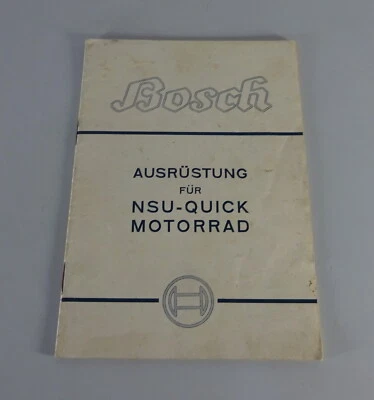 Bosch
AUSRÜSTUNG
FÜR
NSU-QUICK
MOTORRAD